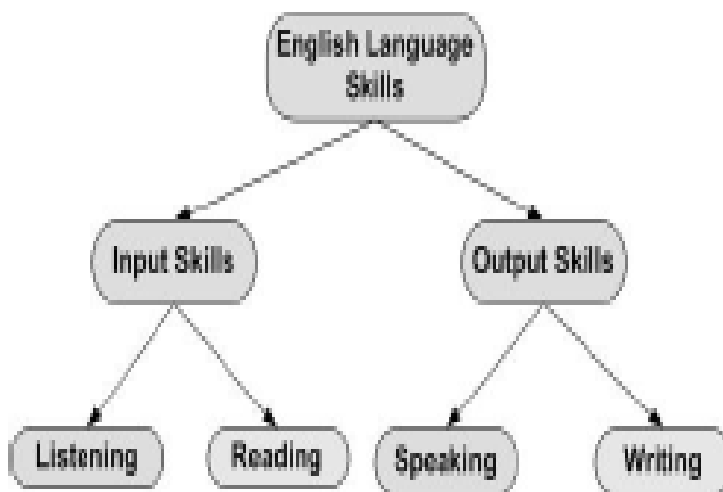 English Language
Skills
Input Skills
Output Skills
Listening
Reading
Speaking
Writing